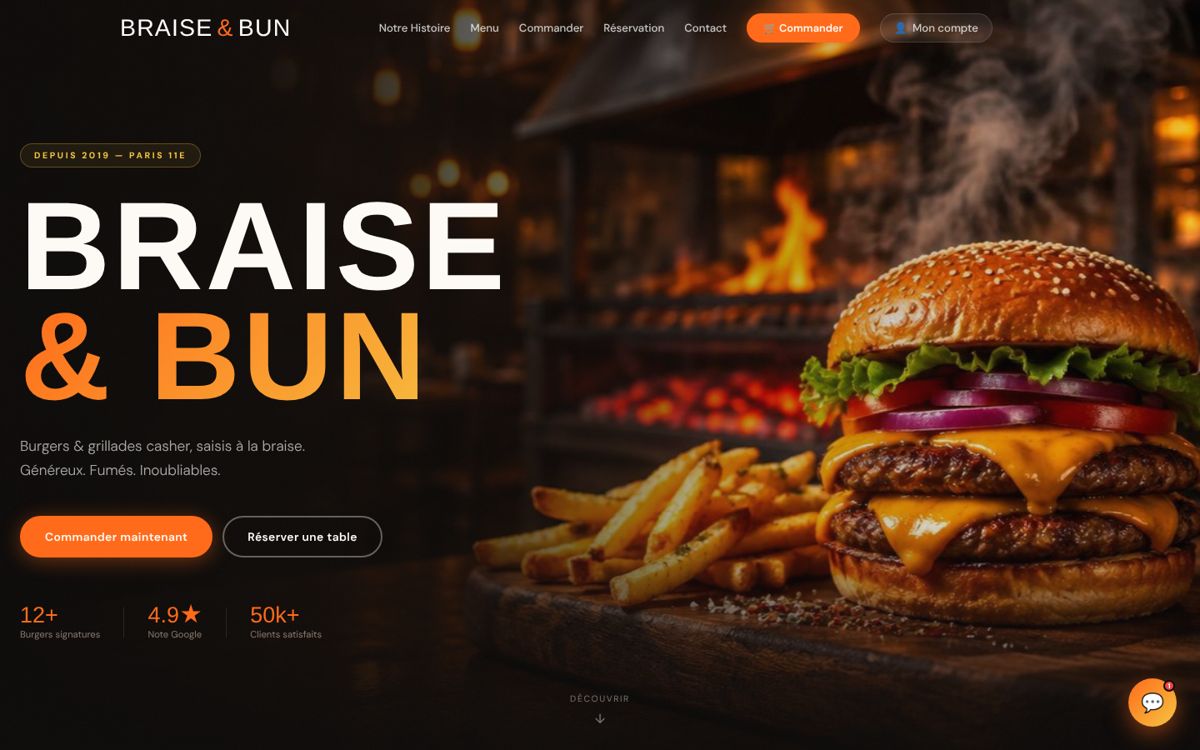 BRAISE & BUN
Notre Histoire
Menu
Commander
Réservation
Contact
🛒 Commander
👤 Mon compte
DEPUIS 2019 — PARIS 11E
BRAISE
& BUN
Burgers & grillades casher, saisis à la braise.
Généreux. Fumés. Inoubliables.
Commander maintenant
Réserver une table
12+
Burgers signatures
4.9★
Note Google
50k+
Clients satisfaits
DÉCOUVRIR
↓
1